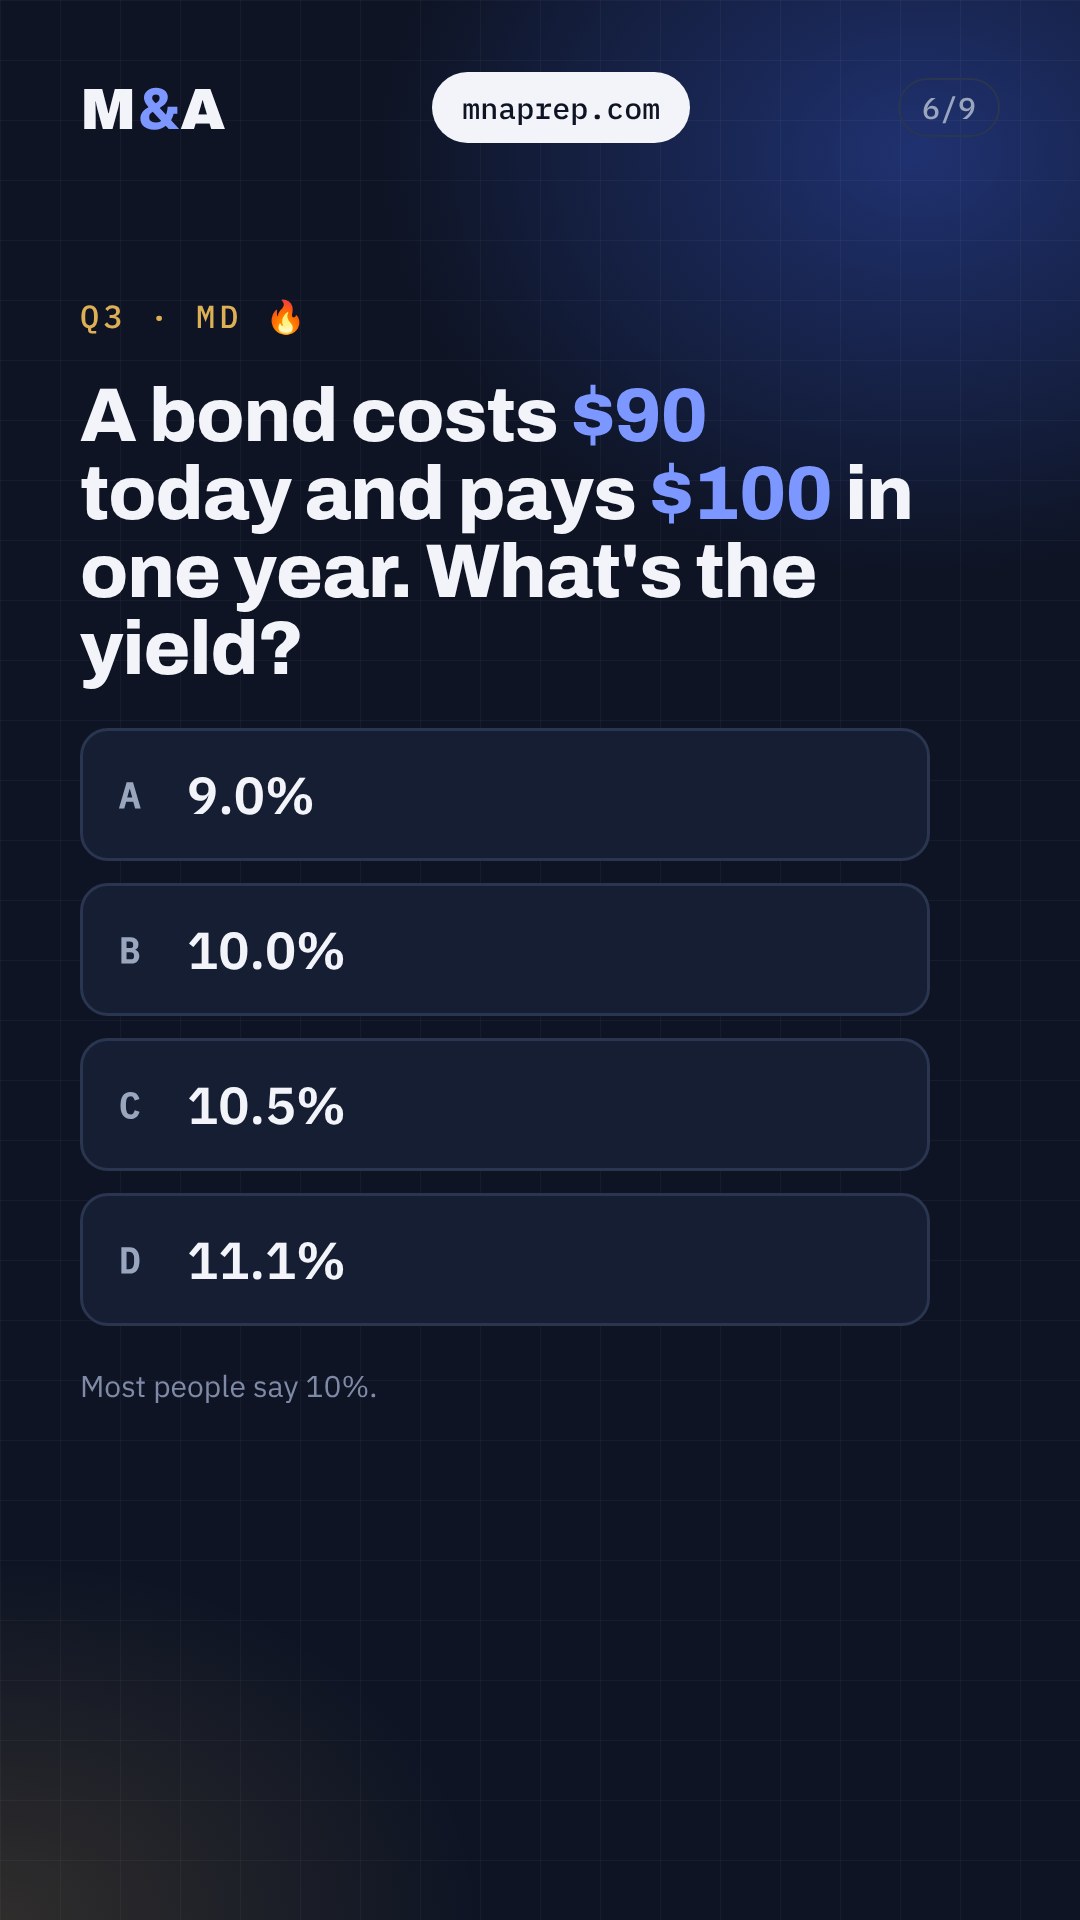 M&A
mnaprep.com
6/9
Q3 · MD 🔥
A bond costs $90
today and pays $100 in
one year. What's the
yield?
A 9.0%
B 10.0%
C 10.5%
D 11.1%
Most people say 10%.